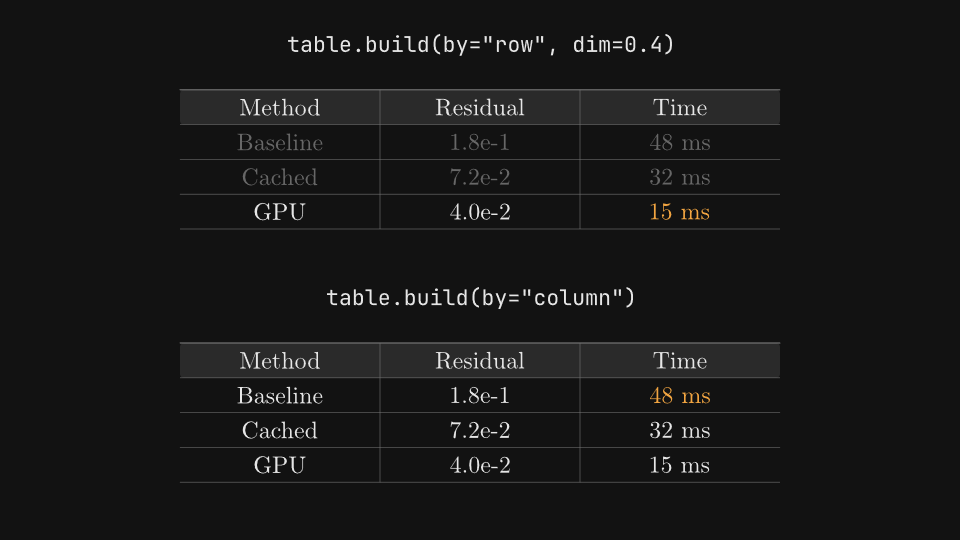 table.build(by="row", dim=0.4)
Method Residual Time
Baseline 1.8e-1 48 ms
Cached 7.2e-2 32 ms
GPU 4.0e-2 15 ms
table.build(by="column")
Method Residual Time
Baseline 1.8e-1 48 ms
Cached 7.2e-2 32 ms
GPU 4.0e-2 15 ms